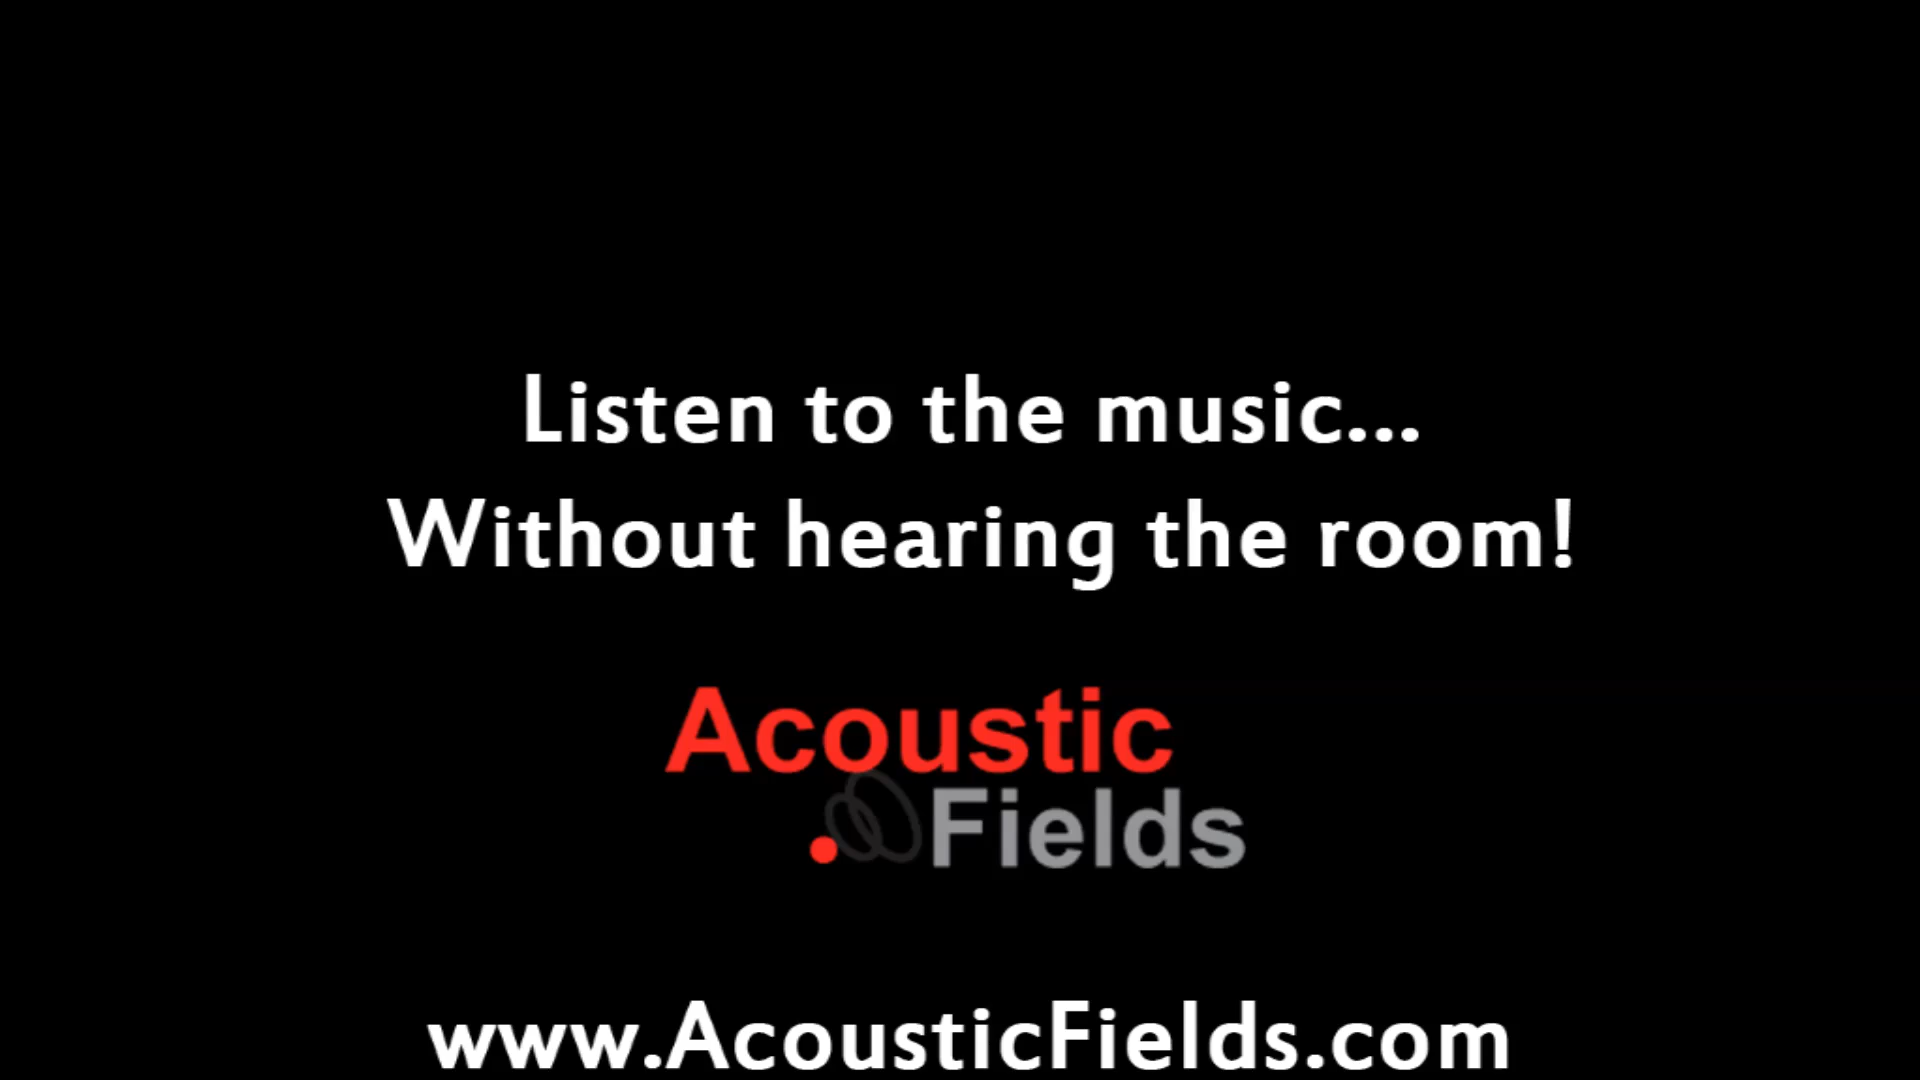 Listen to the music...
Without hearing the room!
Acoustic
Fields
www.AcousticFields.com